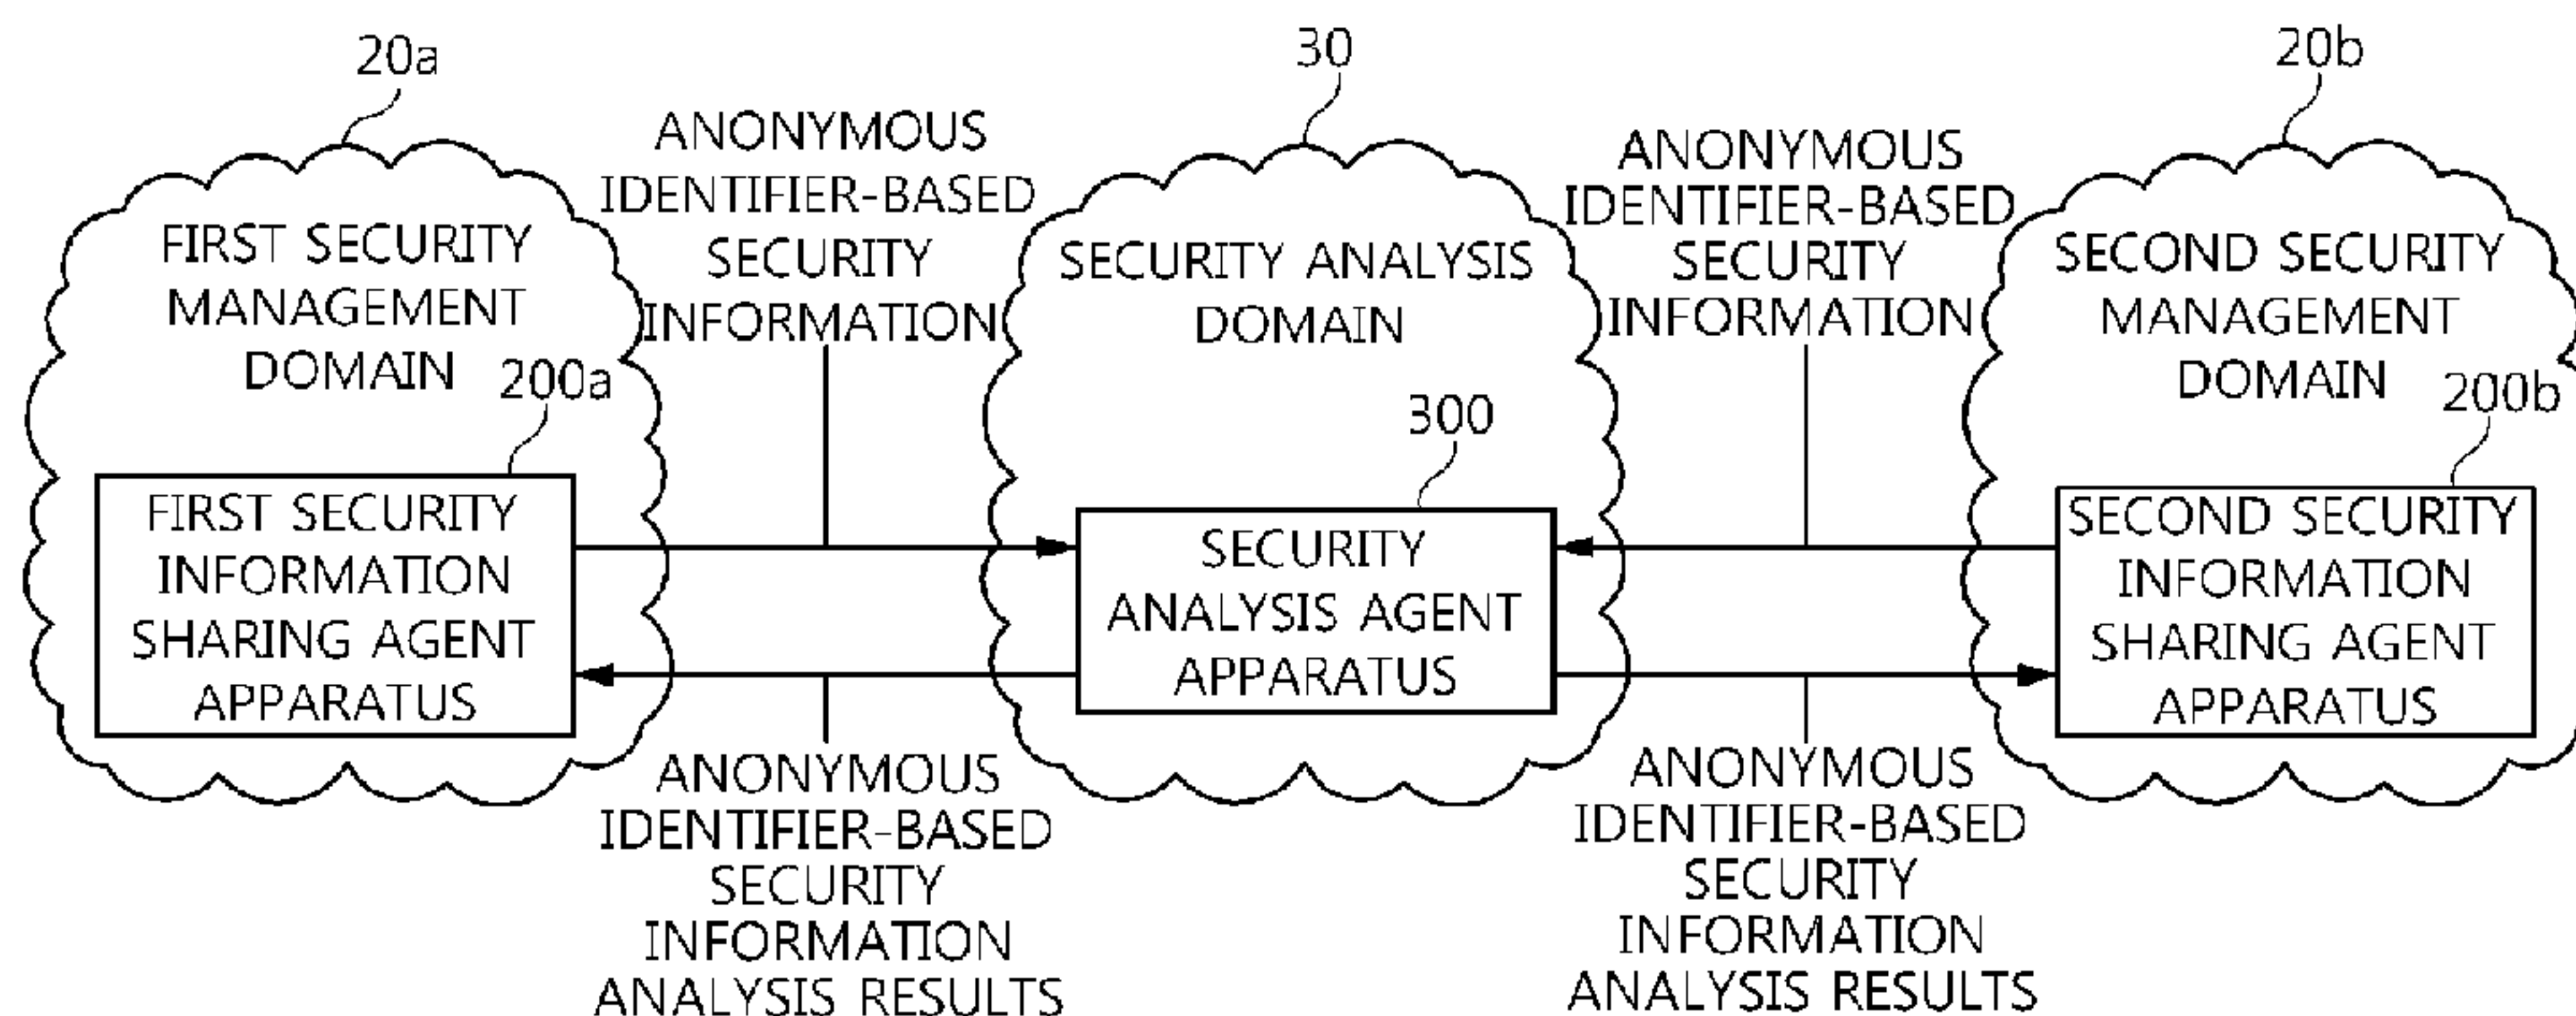 20a
30
20b
ANONYMOUS
IDENTIFIER-BASED
SECURITY
INFORMATION
ANONYMOUS
IDENTIFIER-BASED
SECURITY
INFORMATION
FIRST SECURITY
MANAGEMENT
DOMAIN
200a
FIRST SECURITY
INFORMATION
SHARING AGENT
APPARATUS
SECURITY ANALYSIS
DOMAIN
300
SECURITY
ANALYSIS AGENT
APPARATUS
SECOND SECURITY
MANAGEMENT
DOMAIN
200b
SECOND SECURITY
INFORMATION
SHARING AGENT
APPARATUS
ANONYMOUS
IDENTIFIER-BASED
SECURITY
INFORMATION
ANALYSIS RESULTS
ANONYMOUS
IDENTIFIER-BASED
SECURITY
INFORMATION
ANALYSIS RESULTS